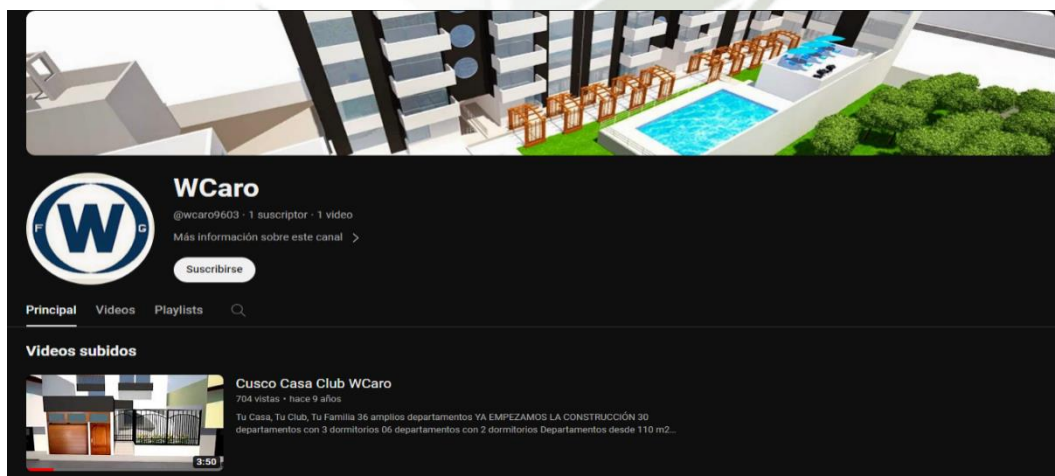 WCaro
F W G
@wcaro9603 · 1 suscriptor · 1 video
Más información sobre este canal >
Suscribirse
Principal Videos Playlists
Videos subidos
Cusco Casa Club WCaro
704 vistas • hace 9 años
Tu Casa, Tu Club, Tu Familia 36 amplios departamentos YA EMPEZAMOS LA CONSTRUCCIÓN 30
departamentos con 3 dormitorios 06 departamentos con 2 dormitorios Departamentos desde 110 m2...
3:50